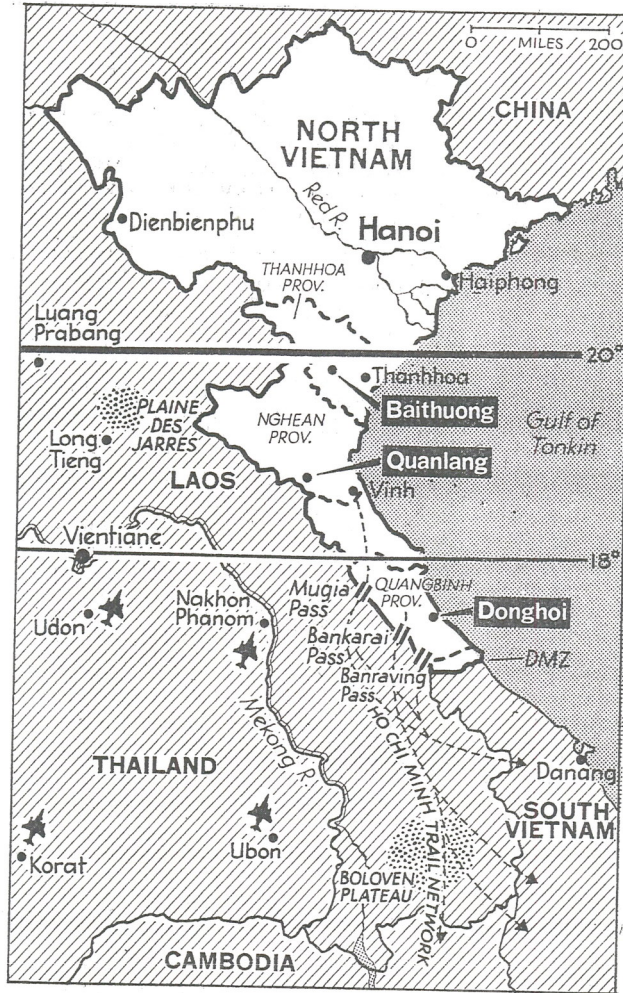 0 MILES 200
CHINA
NORTH
VIETNAM
Red R.
Dienbienphu
Hanoi
THANHHOA
PROV.
Haiphong
Luang
Prabang
20°
Thanhhoa
PLAINE
DES
JARRES
Baithuong
NGHEAN
PROV.
Gulf of
Tonkin
Long
Tieng
Quanlang
LAOS
Vinh
Vientiane
18°
Mugia
Pass
QUANGBINH
PROV.
Nakhon
Phanom
Udon
Donghoi
Bankarai
Pass
DMZ
Banraving
Pass
Mekong R.
HO CHI MINH TRAIL NETWORK
THAILAND
Danang
SOUTH
VIETNAM
Korat
Ubon
BOLOVEN
PLATEAU
CAMBODIA